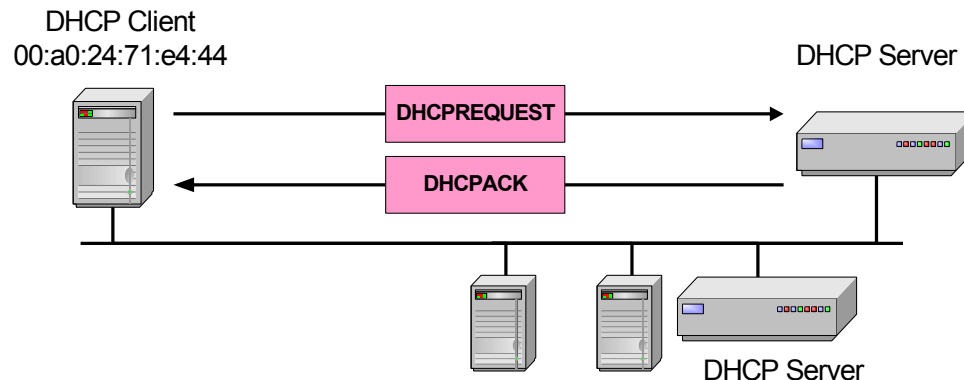 DHCP Client
00:a0:24:71:e4:44
DHCP Server
DHCPREQUEST
DHCPACK
DHCP Server